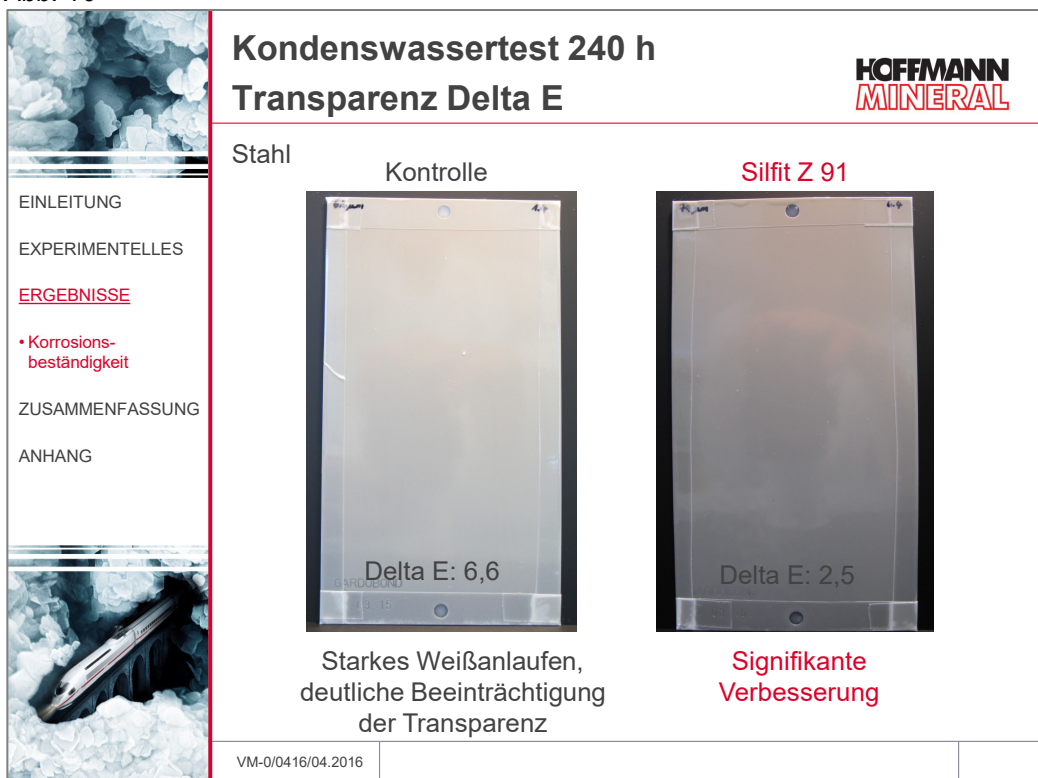 Kondenswassertest 240 h
Transparenz Delta E
HOFFMANN
MINERAL
EINLEITUNG
EXPERIMENTELLES
ERGEBNISSE
• Korrosions-
beständigkeit
ZUSAMMENFASSUNG
ANHANG
Stahl
Kontrolle
Silfit Z 91
Delta E: 6,6
GARDOBOND
Delta E: 2,5
Starkes Weißanlaufen,
deutliche Beeinträchtigung
der Transparenz
Signifikante
Verbesserung
VM-0/0416/04.2016